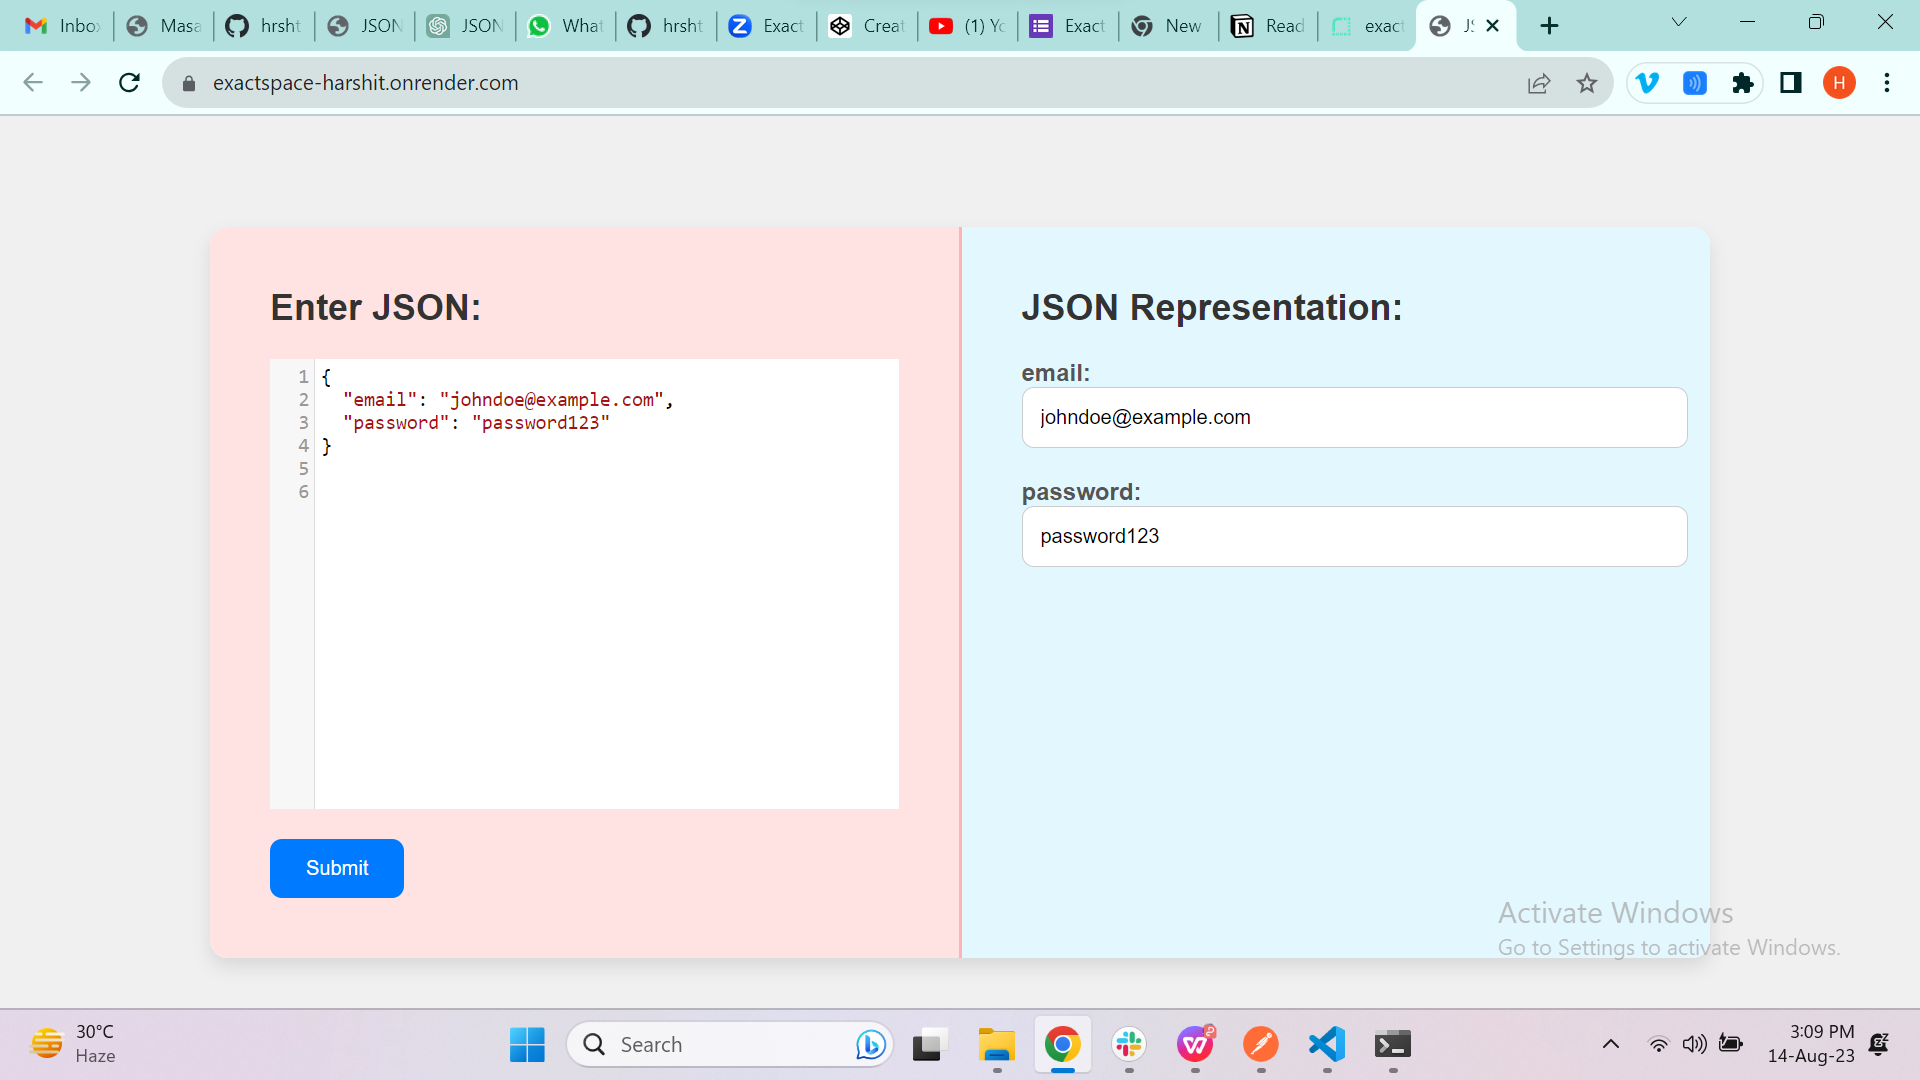 Inbo
Masa
hrsht
JSON
JSON
What
hrsht
Exact
Creat
(1) Yo
Exact
New
Read
exact
JS
exactspace-harshit.onrender.com
H
Enter JSON:
1 {
2 "email": "johndoe@example.com",
3 "password": "password123"
4 }
5
6
Submit
JSON Representation:
email:
johndoe@example.com
password:
password123
Activate Windows
Go to Settings to activate Windows.
30°C
Haze
Search
3:09 PM
14-Aug-23